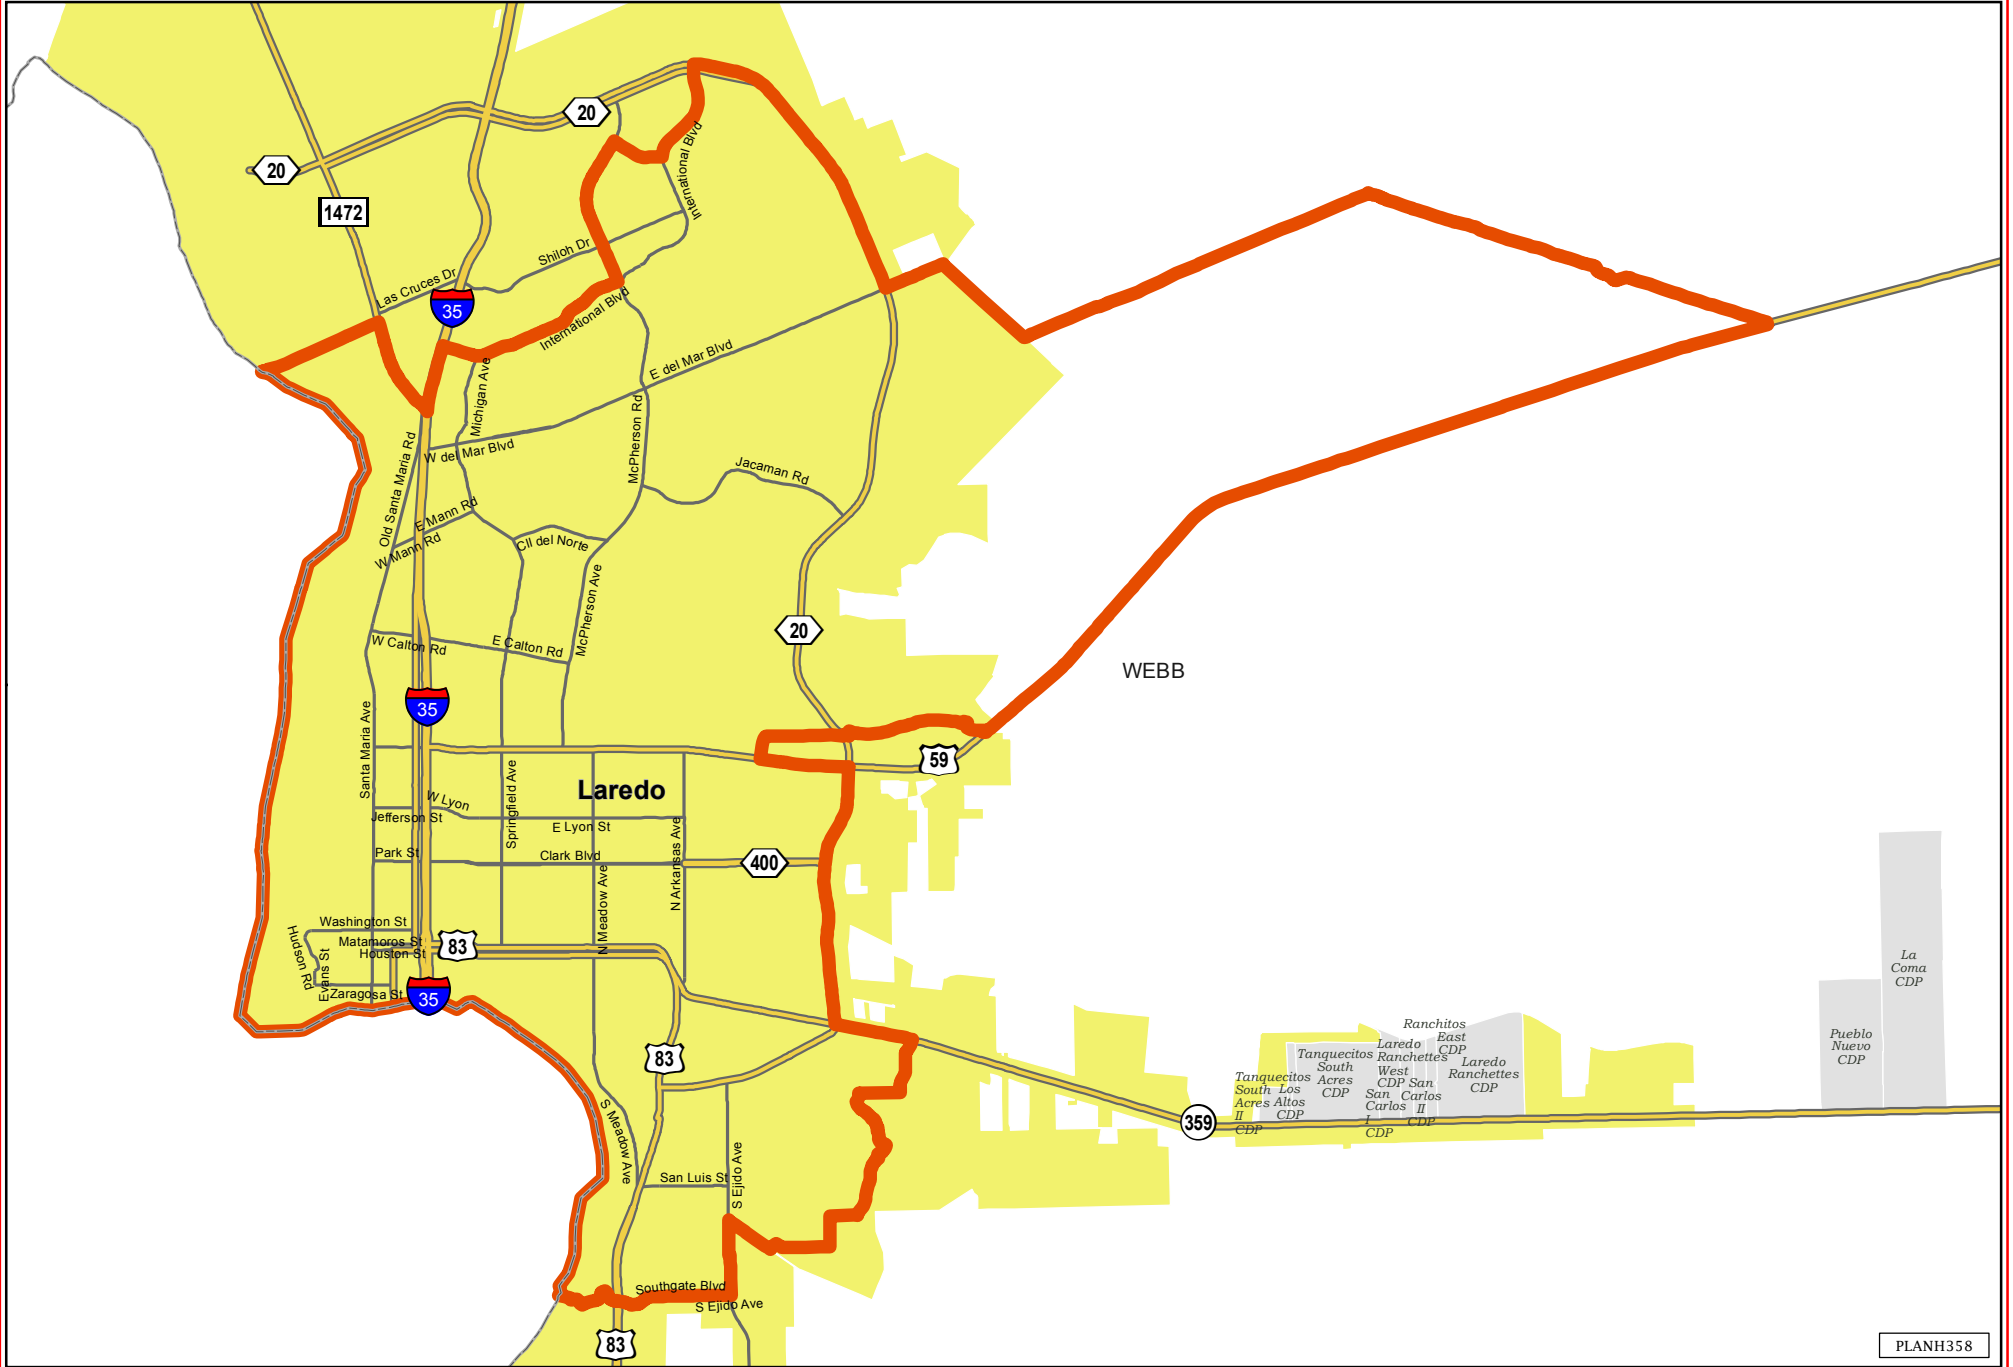 20
20
1472
International Blvd
International Blvd
Shiloh Dr
Las Cruces Dr
35
International Blvd
Michigan Ave
E del Mar Blvd
McPherson Rd
W del Mar Blvd
Old Santa Maria Rd
Jacaman Rd
E Mann Rd
W Mann Rd
Cll del Norte
McPherson Ave
20
W Calton Rd
E Calton Rd
WEBB
35
Santa Maria Ave
59
Springfield Ave
Laredo
W Lyon
Jefferson St
E Lyon St
N Arkansas Ave
Park St
Clark Blvd
400
N Meadow Ave
Washington St
Matamoros St
Houston St
83
Hudson Rd
Evans St
Zaragosa St
35
La
Coma
CDP
Pueblo
Nuevo
CDP
Ranchitos
East
CDP
Laredo
Ranchettes
West
CDP
Laredo
Ranchettes
CDP
Tanquecitos
South
Acres
CDP
Tanquecitos
South
Acres
II
CDP
Los
Altos
CDP
San
Carlos
I
CDP
San
Carlos
II
CDP
83
359
S Meadow Ave
San Luis St
S Ejido Ave
Southgate Blvd
S Ejido Ave
83
PLANH358